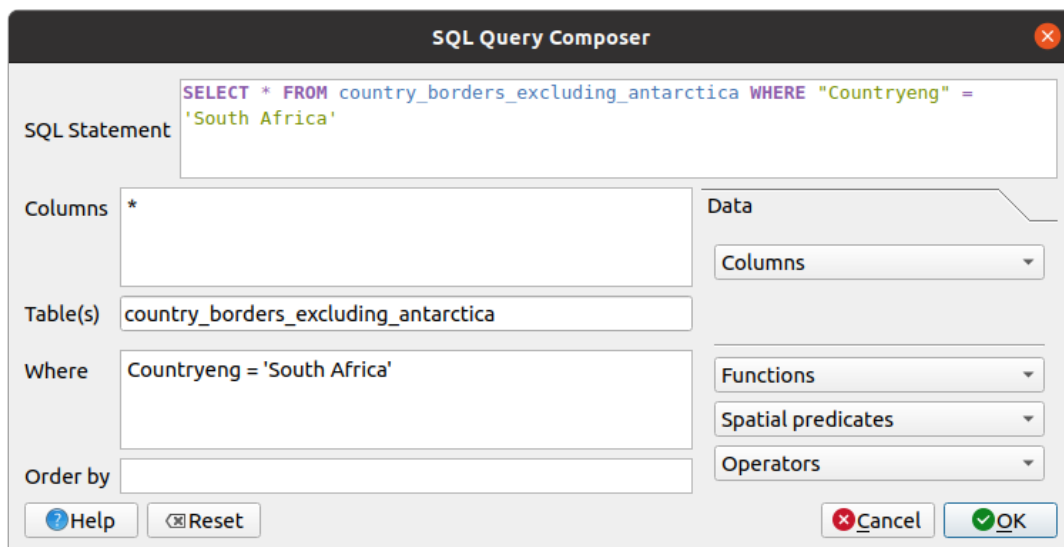 SQL Query Composer
SQL Statement
SELECT * FROM country_borders_excluding_antarctica WHERE "Countryeng" =
'South Africa'
Columns
*
Data
Columns
Table(s)
country_borders_excluding_antarctica
Where
Countryeng = 'South Africa'
Functions
Spatial predicates
Operators
Order by
Help
Reset
Cancel
OK